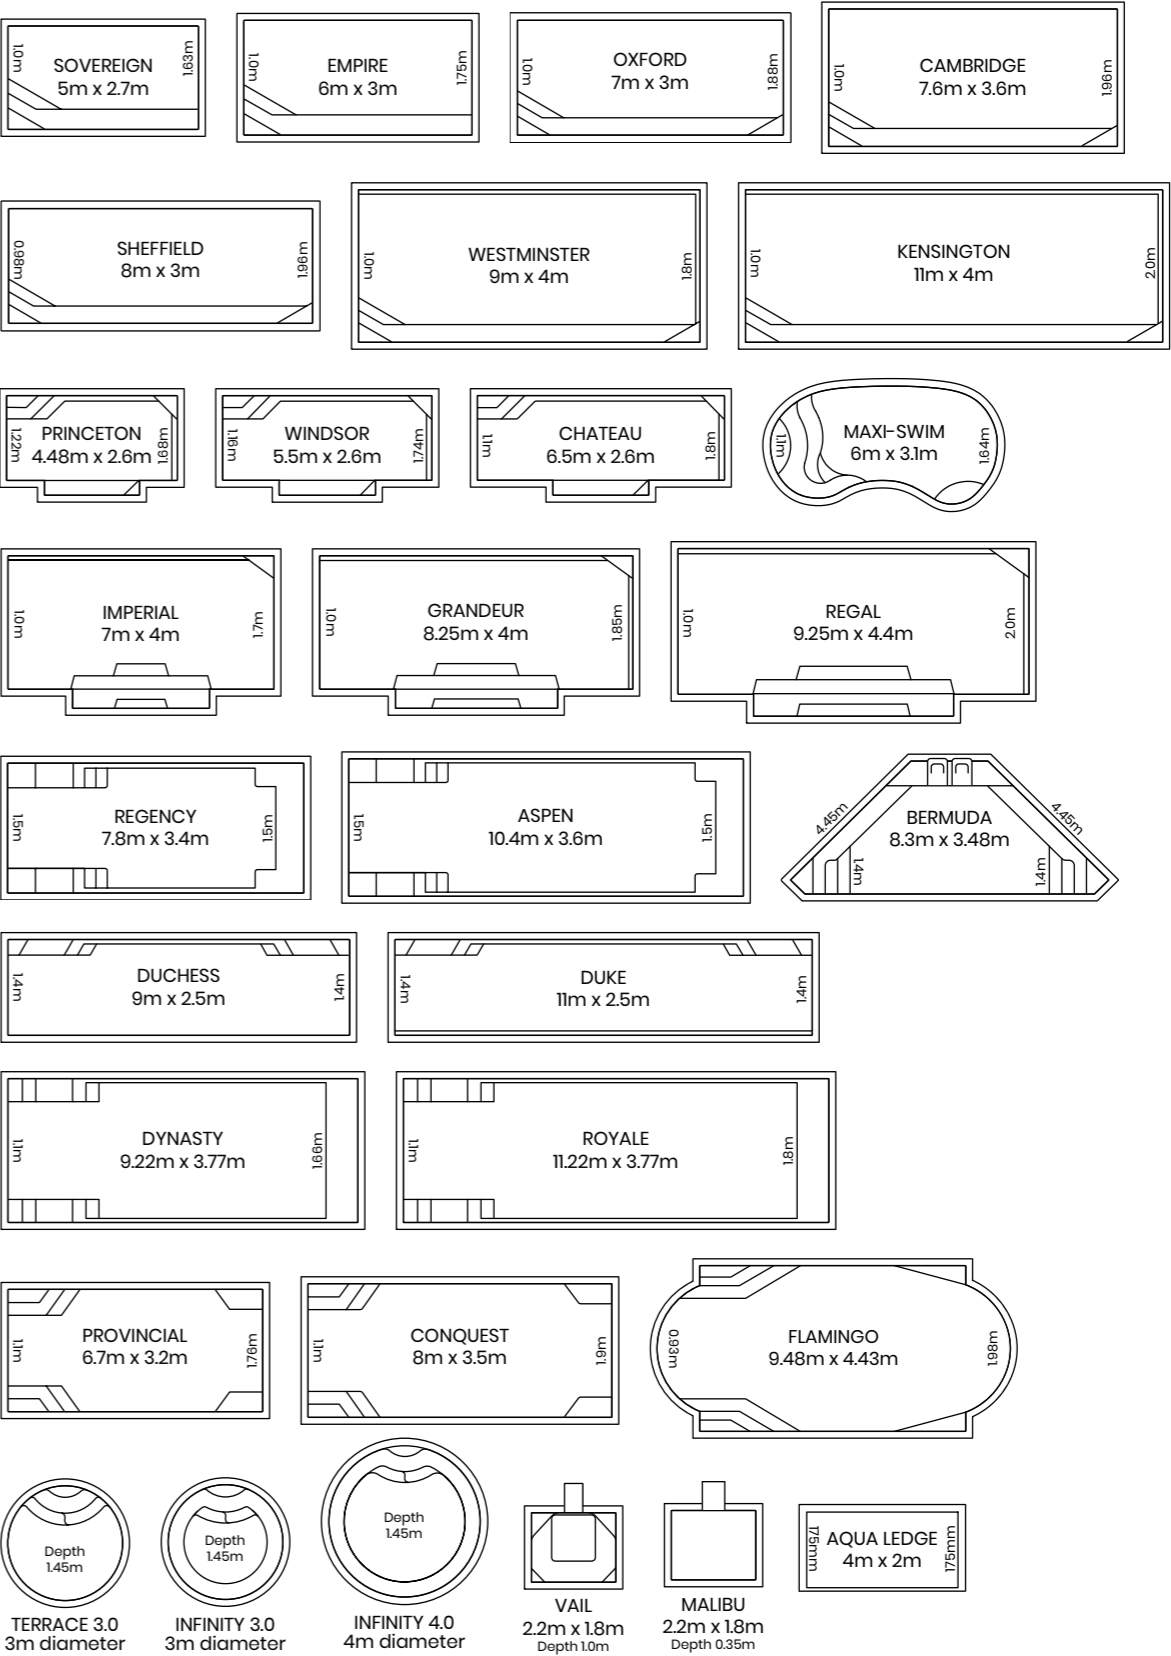 1.0m
SOVEREIGN
5m x 2.7m
1.63m
1.0m
EMPIRE
6m x 3m
1.75m
1.0m
OXFORD
7m x 3m
1.88m
1.0m
CAMBRIDGE
7.6m x 3.6m
1.96m
0.98m
SHEFFIELD
8m x 3m
1.96m
1.0m
WESTMINSTER
9m x 4m
1.8m
1.0m
KENSINGTON
11m x 4m
2.0m
1.22m
PRINCETON
4.48m x 2.6m
1.68m
1.16m
WINDSOR
5.5m x 2.6m
1.74m
1.1m
CHATEAU
6.5m x 2.6m
1.8m
1.1m
MAXI-SWIM
6m x 3.1m
1.64m
1.0m
IMPERIAL
7m x 4m
1.7m
1.0m
GRANDEUR
8.25m x 4m
1.85m
1.0m
REGAL
9.25m x 4.4m
2.0m
1.5m
REGENCY
7.8m x 3.4m
1.5m
1.5m
ASPEN
10.4m x 3.6m
1.5m
4.45m
4.45m
BERMUDA
8.3m x 3.48m
1.4m
1.4m
1.4m
DUCHESS
9m x 2.5m
1.4m
1.4m
DUKE
11m x 2.5m
1.4m
1.1m
DYNASTY
9.22m x 3.77m
1.66m
1.1m
ROYALE
11.22m x 3.77m
1.8m
1.1m
PROVINCIAL
6.7m x 3.2m
1.76m
1.1m
CONQUEST
8m x 3.5m
1.9m
0.93m
FLAMINGO
9.48m x 4.43m
1.98m
Depth
1.45m
TERRACE 3.0
3m diameter
Depth
1.45m
INFINITY 3.0
3m diameter
Depth
1.45m
INFINITY 4.0
4m diameter
VAIL
2.2m x 1.8m
Depth 1.0m
MALIBU
2.2m x 1.8m
Depth 0.35m
175mm
AQUA LEDGE
4m x 2m
175mm